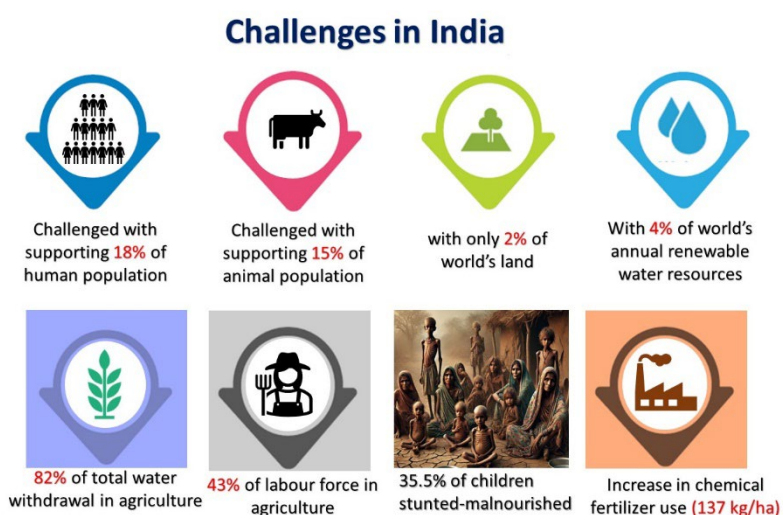 Challenges in India
Challenged with
supporting 18% of
human population
Challenged with
supporting 15% of
animal population
with only 2% of
world's land
With 4% of world's
annual renewable
water resources
82% of total water
withdrawal in agriculture
43% of labour force in
agriculture
35.5% of children
stunted-malnourished
Increase in chemical
fertilizer use (137 kg/ha)